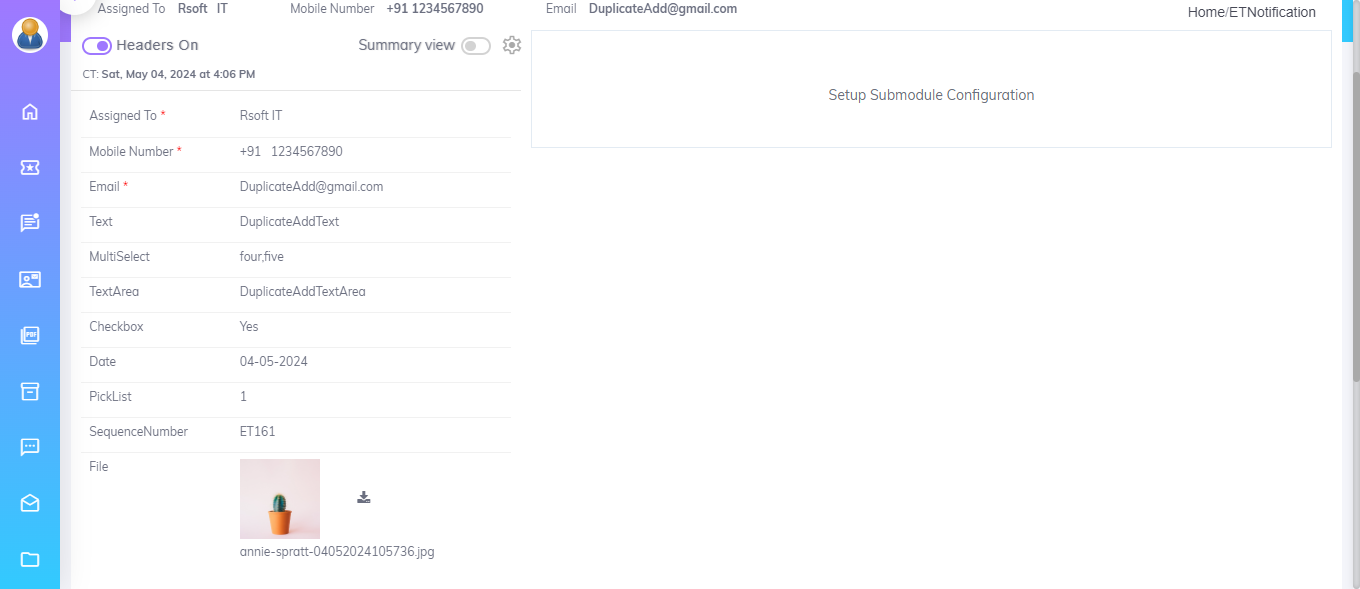 Assigned To Rsoft IT Mobile Number +91 1234567890 Email DuplicateAdd@gmail.com
Home/ETNotification
Headers On Summary view
CT: Sat, May 04, 2024 at 4:06 PM
Setup Submodule Configuration
Assigned To * Rsoft IT
Mobile Number * +91 1234567890
Email * DuplicateAdd@gmail.com
Text DuplicateAddText
MultiSelect four,five
TextArea DuplicateAddTextArea
Checkbox Yes
Date 04-05-2024
PickList 1
SequenceNumber ET161
File
annie-spratt-04052024105736.jpg
PDF